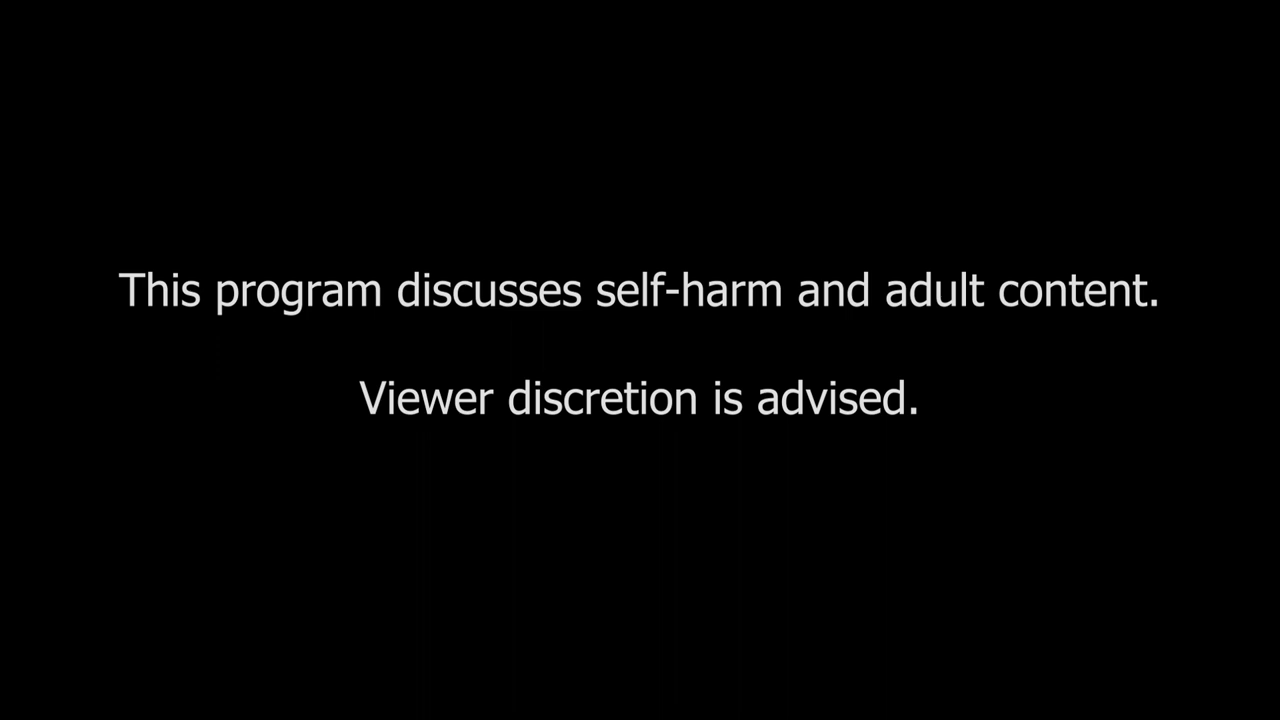 This program discusses self-harm and adult content.
Viewer discretion is advised.